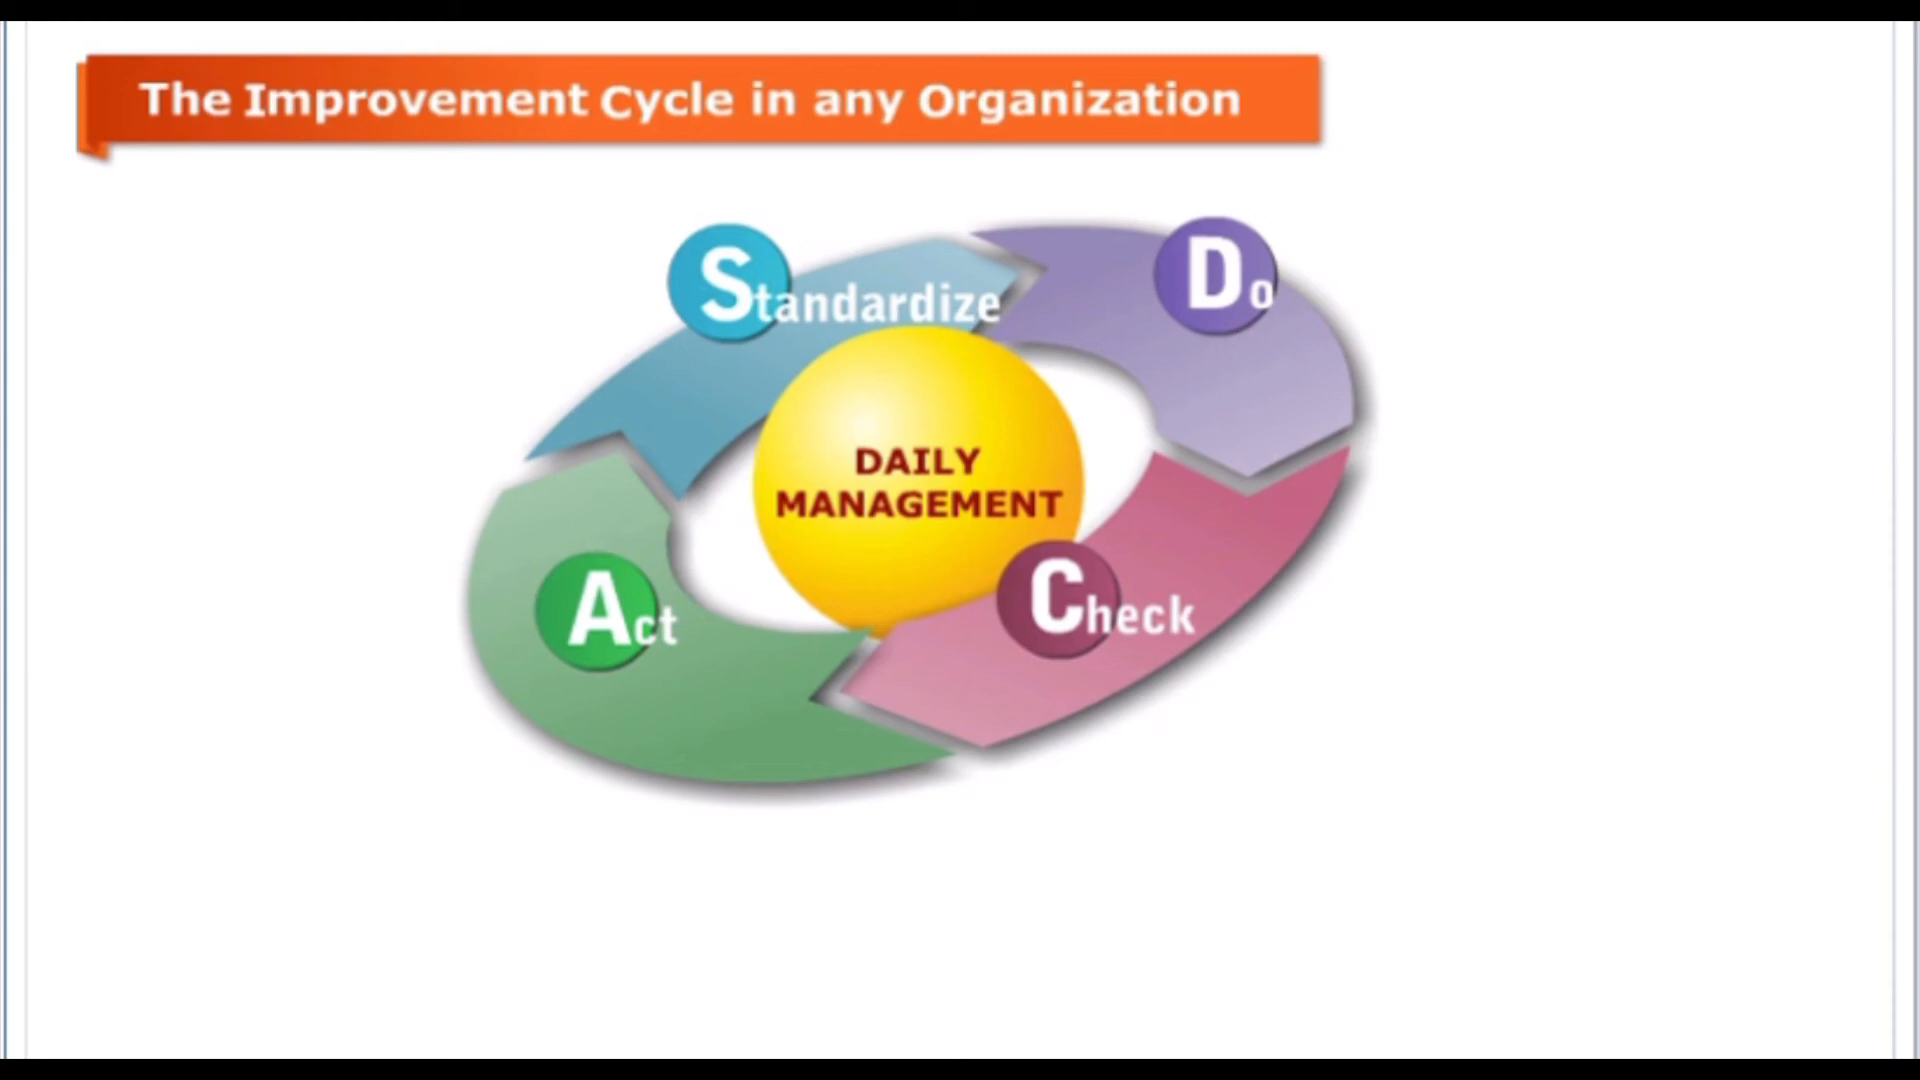 The Improvement Cycle in any Organization
Standardize
Do
DAILY
MANAGEMENT
Act
Check